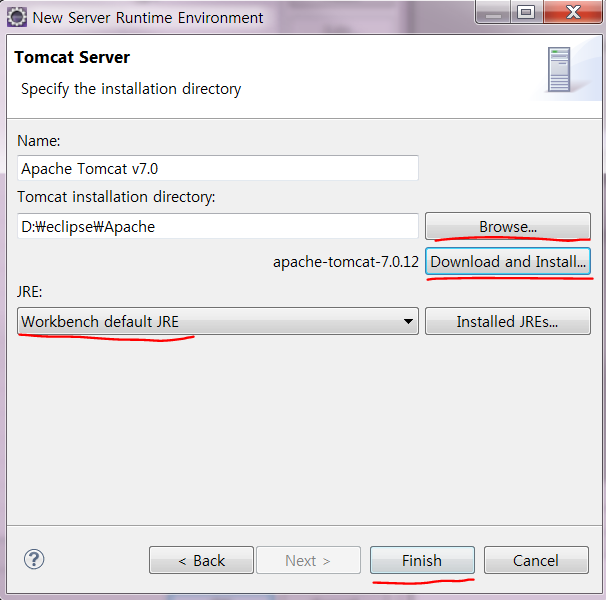 New Server Runtime Environment
Tomcat Server
Specify the installation directory
Name:
Apache Tomcat v7.0
Tomcat installation directory:
D:₩eclipse₩Apache
Browse...
apache-tomcat-7.0.12
Download and Install...
JRE:
Workbench default JRE
Installed JREs...
?
< Back
Next >
Finish
Cancel